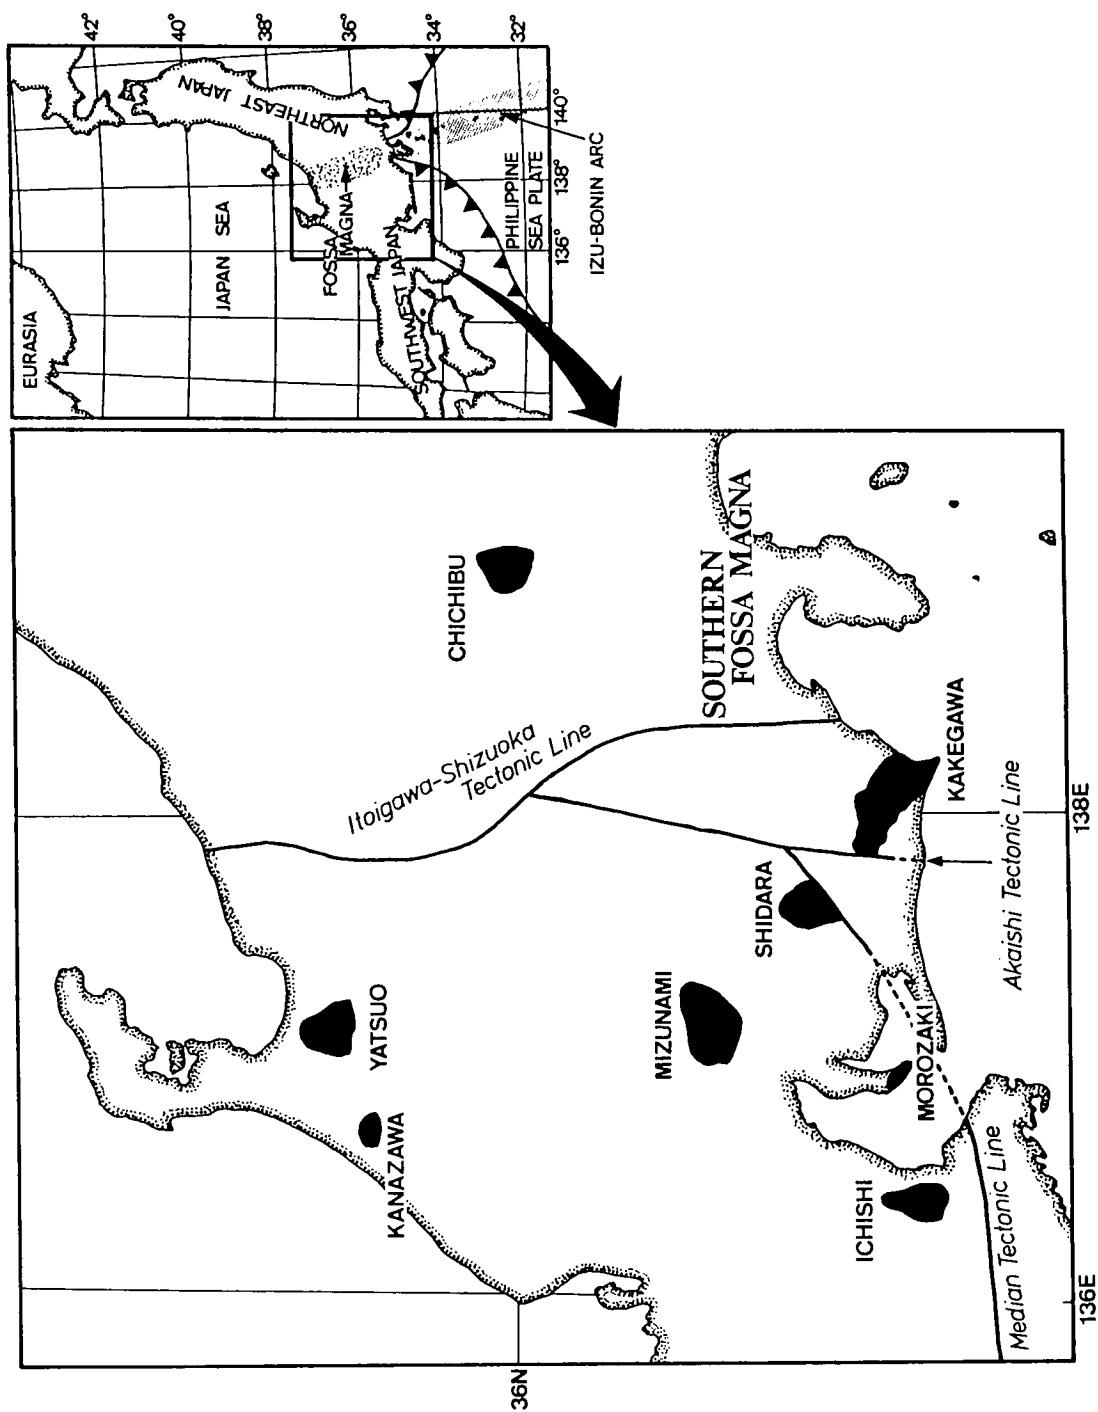 42°
40°
38°
36°
34°
32°
140°
138°
136°
EURASIA
JAPAN SEA
NORTHEAST JAPAN
FOSSA
MAGNA
SOUTHWEST JAPAN
PHILIPPINE
SEA PLATE
IZU-BONIN ARC
CHICHIBU
SOUTHERN
FOSSA MAGNA
Itoigawa-Shizuoka
Tectonic Line
KAKEGAWA
138E
Akaishi Tectonic Line
SHIDARA
YATSUO
MIZUNAMI
KANAZAWA
MOROZAKI
ICHISHI
Median Tectonic Line
136E
36N